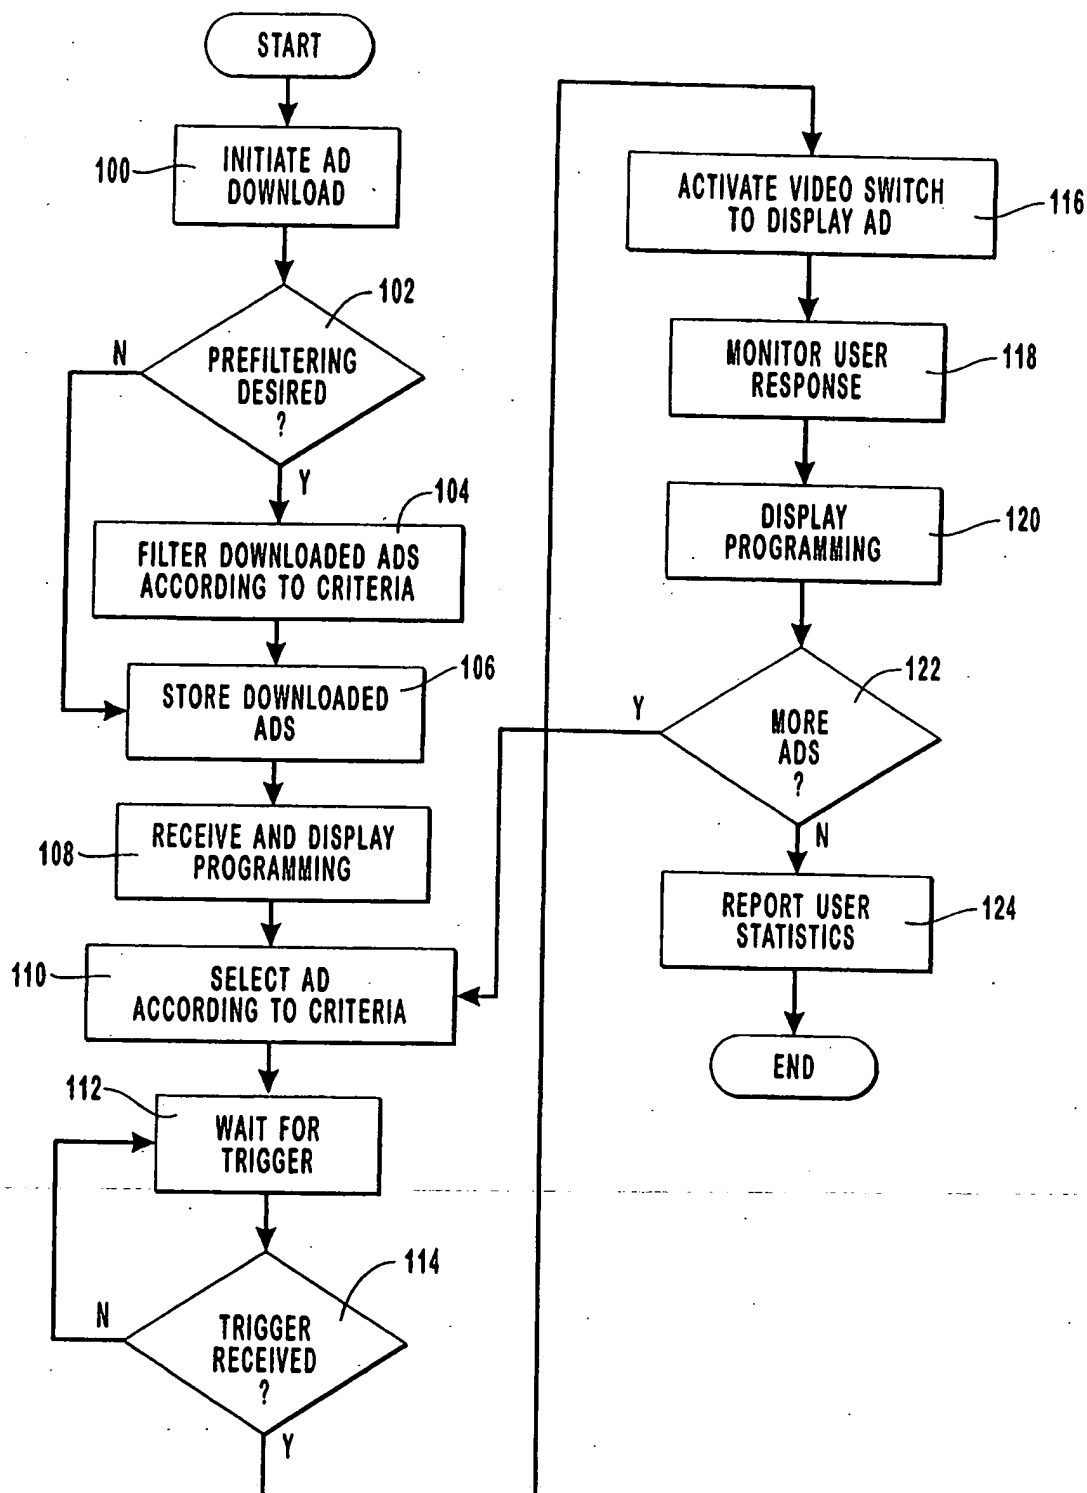 START
100
INITIATE AD
DOWNLOAD
102
N
PREFILTERING
DESIRED
?
Y
104
FILTER DOWNLOADED ADS
ACCORDING TO CRITERIA
106
STORE DOWNLOADED
ADS
108
RECEIVE AND DISPLAY
PROGRAMMING
110
SELECT AD
ACCORDING TO CRITERIA
112
WAIT FOR
TRIGGER
114
N
TRIGGER
RECEIVED
?
Y
ACTIVATE VIDEO SWITCH
TO DISPLAY AD
116
MONITOR USER
RESPONSE
118
DISPLAY
PROGRAMMING
120
122
Y
MORE
ADS
?
N
REPORT USER
STATISTICS
124
END